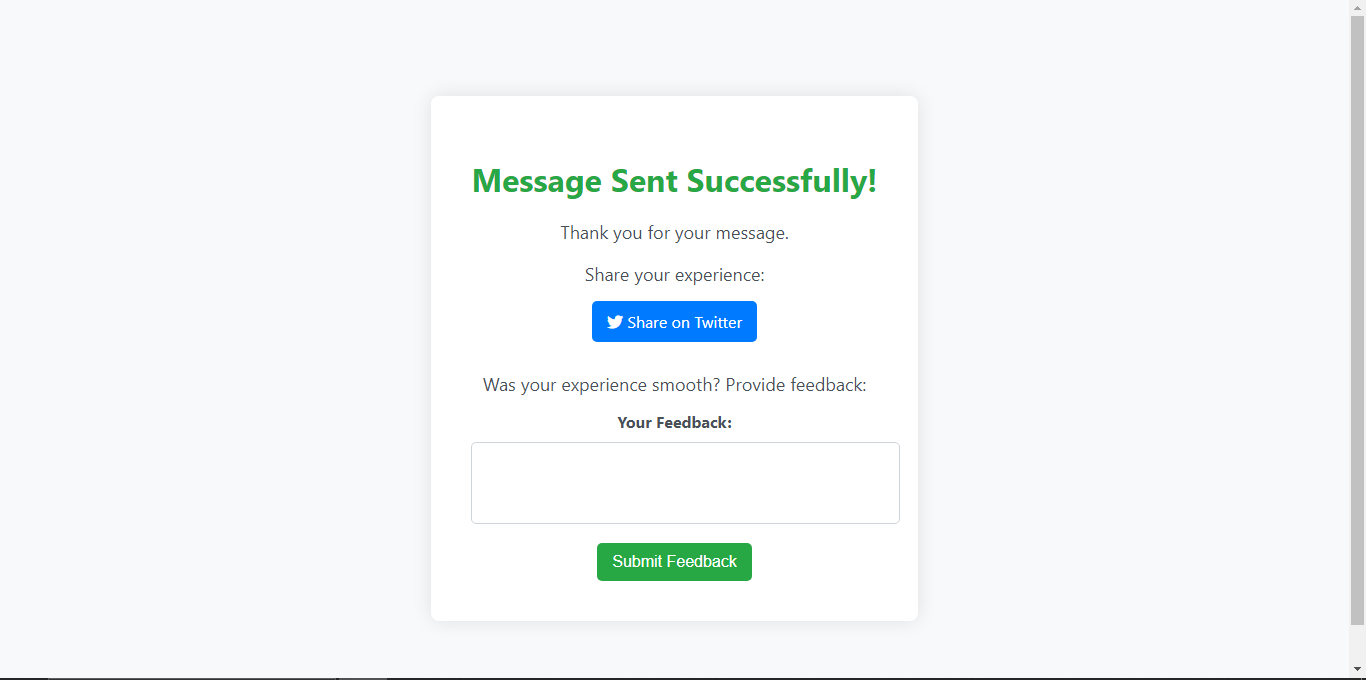 Message Sent Successfully!
Thank you for your message.
Share your experience:
Share on Twitter
Was your experience smooth? Provide feedback:
Your Feedback:
Submit Feedback